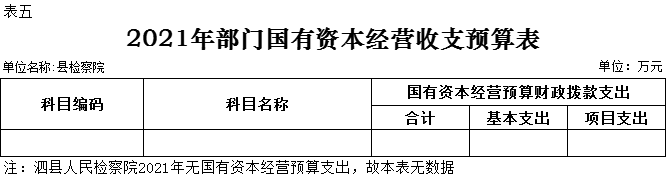 表五
2021年部门国有资本经营收支预算表
单位名称:县检察院 单位：万元
科目编码 科目名称 国有资本经营预算财政拨款支出
合计 基本支出 项目支出
注：泗县人民检察院2021年无国有资本经营预算支出，故本表无数据